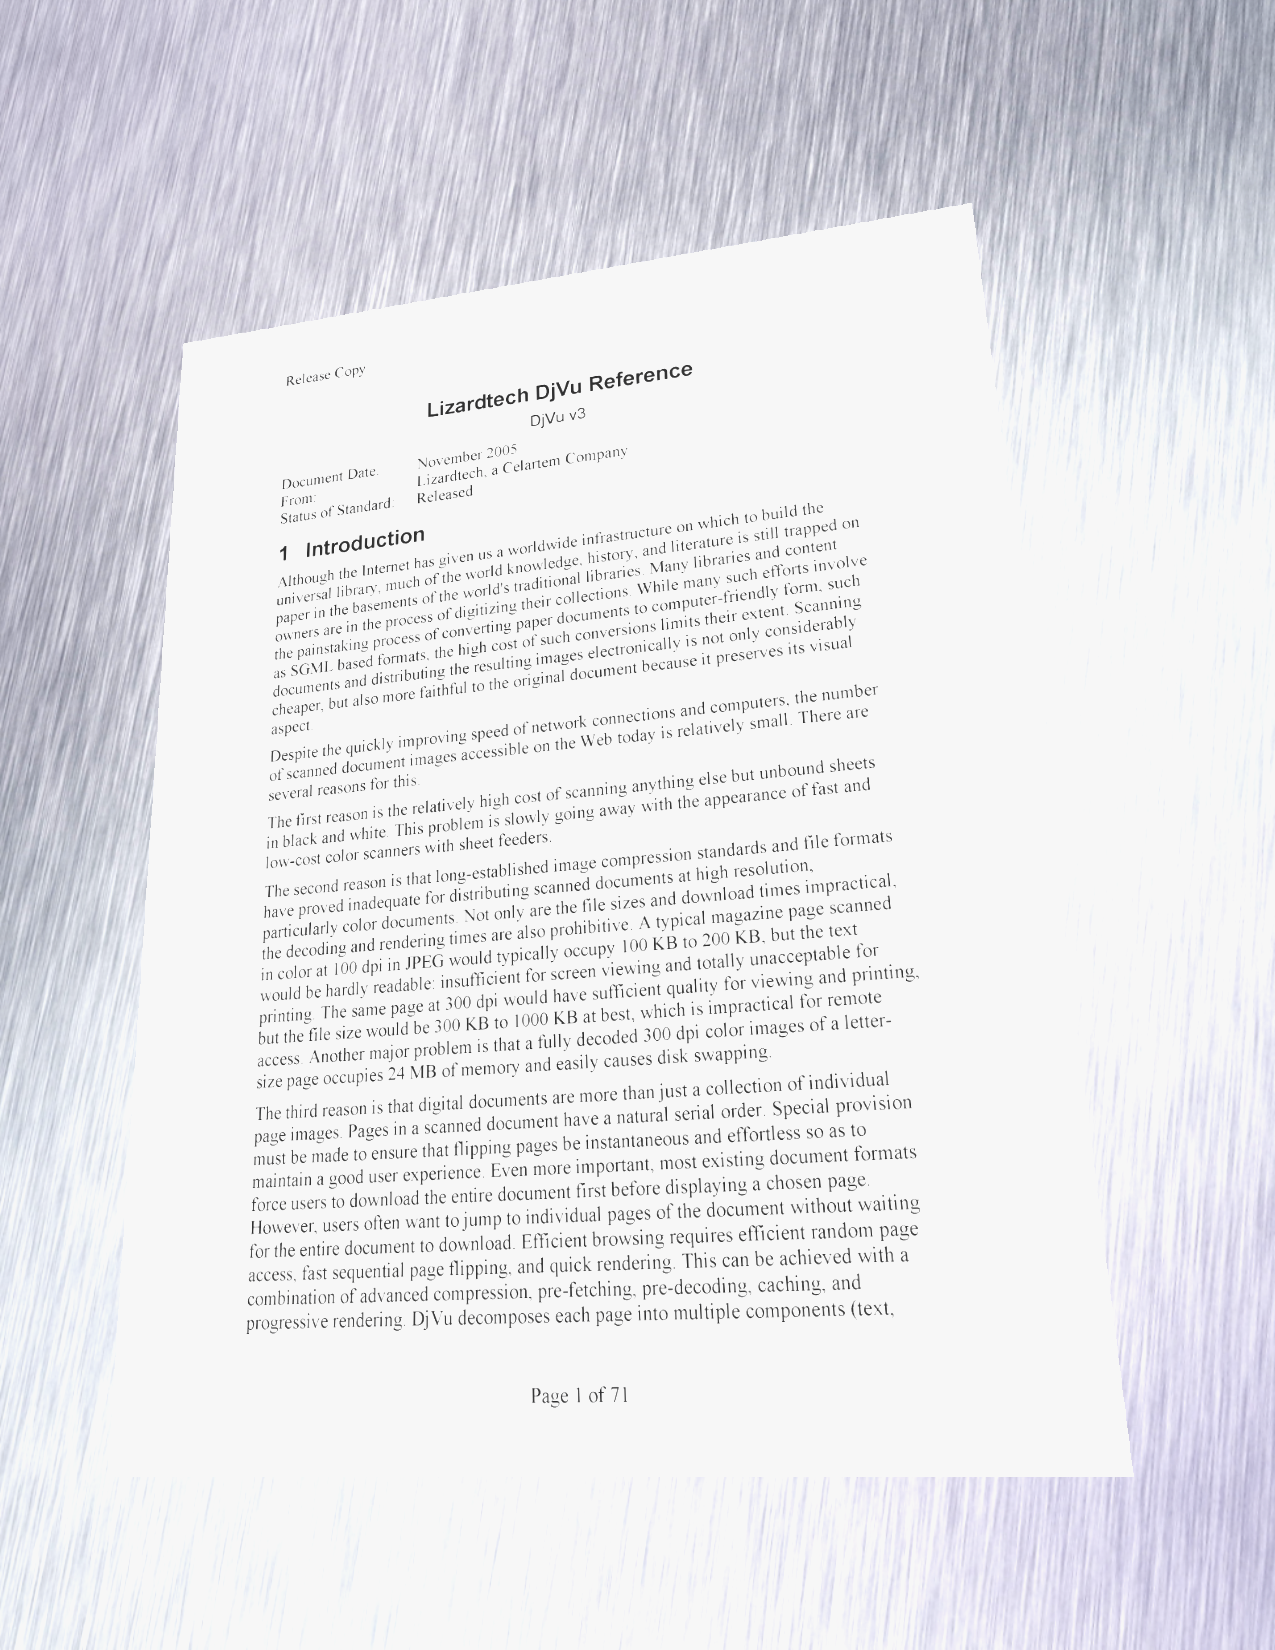 Release Copy
Lizardtech DjVu Reference
DjVu v3
Document Date: November 2005
From: Lizardtech, a Celartem Company
Status of Standard: Released
1 Introduction
Although the Internet has given us a worldwide infrastructure on which to build the
universal library, much of the world knowledge, history, and literature is still trapped on
paper in the basements of the world's traditional libraries. Many libraries and content
owners are in the process of digitizing their collections. While many such efforts involve
the painstaking process of converting paper documents to computer-friendly form, such
as SGML based formats, the high cost of such conversions limits their extent. Scanning
documents and distributing the resulting images electronically is not only considerably
cheaper, but also more faithful to the original document because it preserves its visual
aspect.
Despite the quickly improving speed of network connections and computers, the number
of scanned document images accessible on the Web today is relatively small. There are
several reasons for this.
The first reason is the relatively high cost of scanning anything else but unbound sheets
in black and white. This problem is slowly going away with the appearance of fast and
low-cost color scanners with sheet feeders.
The second reason is that long-established image compression standards and file formats
have proved inadequate for distributing scanned documents at high resolution,
particularly color documents. Not only are the file sizes and download times impractical,
the decoding and rendering times are also prohibitive. A typical magazine page scanned
in color at 100 dpi in JPEG would typically occupy 100 KB to 200 KB, but the text
would be hardly readable: insufficient for screen viewing and totally unacceptable for
printing. The same page at 300 dpi would have sufficient quality for viewing and printing,
but the file size would be 300 KB to 1000 KB at best, which is impractical for remote
access. Another major problem is that a fully decoded 300 dpi color images of a letter-
size page occupies 24 MB of memory and easily causes disk swapping.
The third reason is that digital documents are more than just a collection of individual
page images. Pages in a scanned document have a natural serial order. Special provision
must be made to ensure that flipping pages be instantaneous and effortless so as to
maintain a good user experience. Even more important, most existing document formats
force users to download the entire document first before displaying a chosen page.
However, users often want to jump to individual pages of the document without waiting
for the entire document to download. Efficient browsing requires efficient random page
access, fast sequential page flipping, and quick rendering. This can be achieved with a
combination of advanced compression, pre-fetching, pre-decoding, caching, and
progressive rendering. DjVu decomposes each page into multiple components (text,
Page 1 of 71